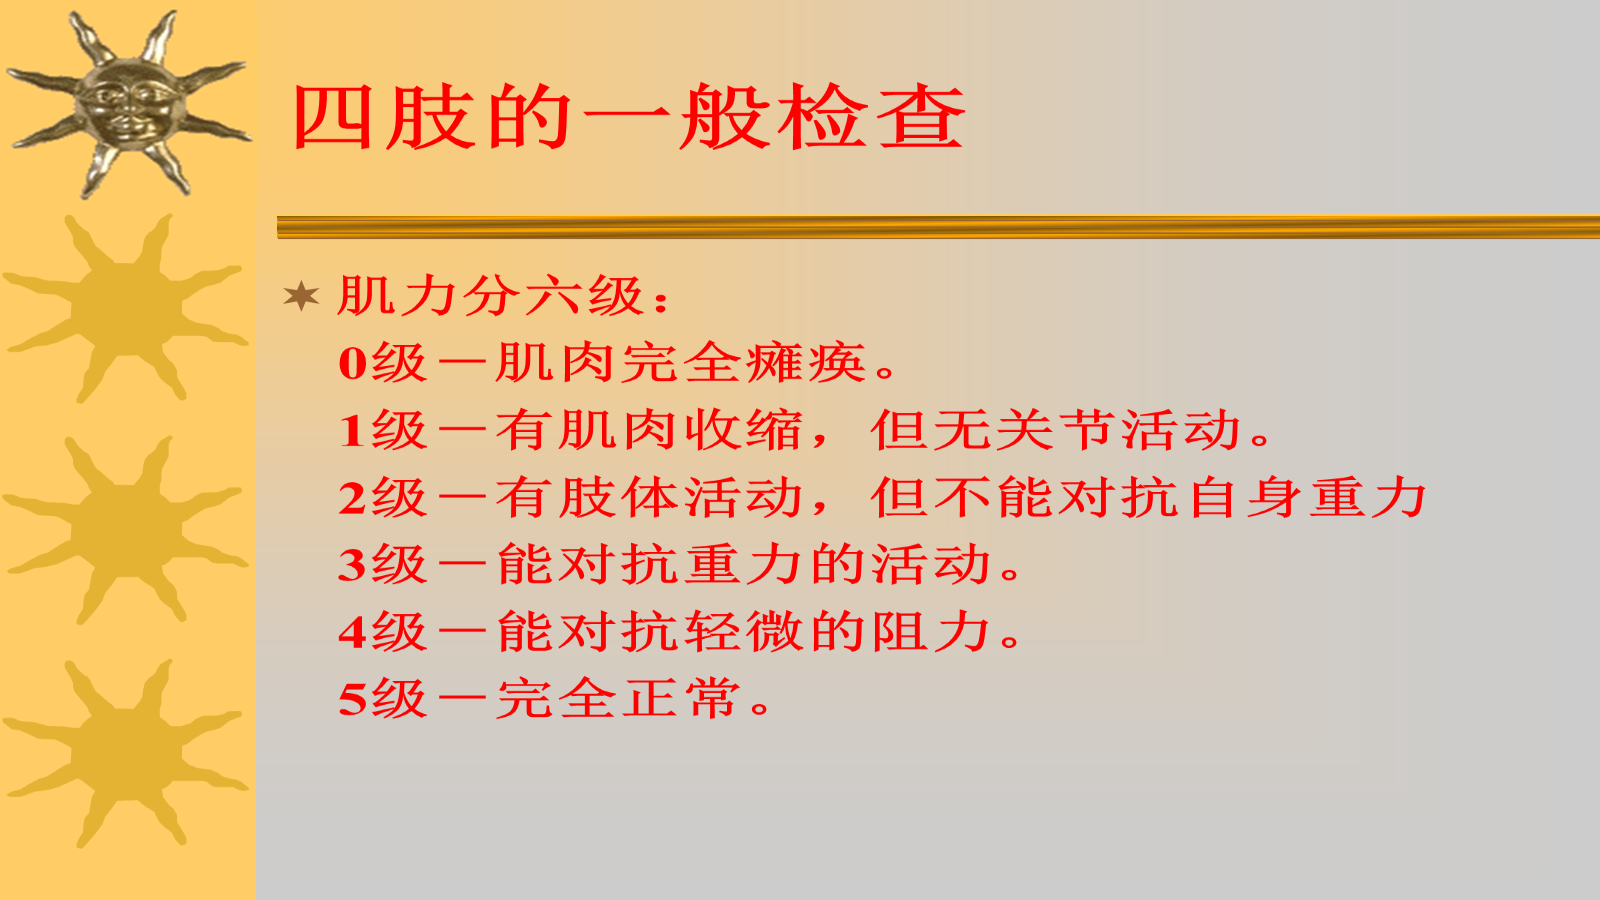 四肢的一般检查
肌力分六级：
0级－肌肉完全瘫痪。
1级－有肌肉收缩，但无关节活动。
2级－有肢体活动，但不能对抗自身重力
3级－能对抗重力的活动。
4级－能对抗轻微的阻力。
5级－完全正常。